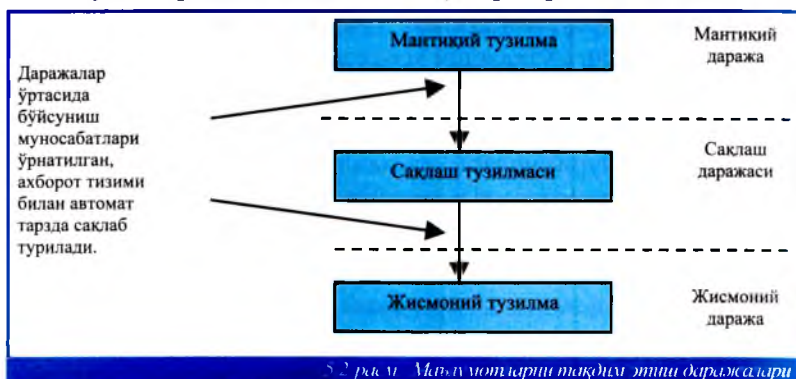 Мантиқий тузилма
Мантиқий
даража
Даражалар
ўртасида
бўйсуниш
муносабатлари
ўрнатилган,
ахборот тизими
билан автомат
тарзда сақлаб
турилади.
Сақлаш тузилмаси
Сақлаш
даражаси
Жисмоний тузилма
Жисмоний
даража
5.2 расм. Маълумотларни тақдим этиш даражалари